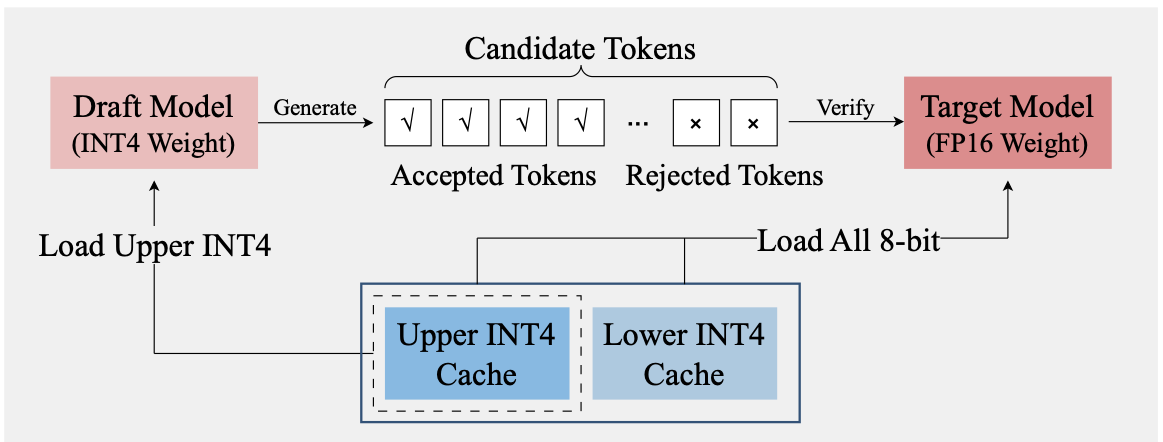 Candidate Tokens
Draft Model
(INT4 Weight)
Generate
√ √ √ √ ... × ×
Verify
Target Model
(FP16 Weight)
Accepted Tokens
Rejected Tokens
Load Upper INT4
Load All 8-bit
Upper INT4
Cache
Lower INT4
Cache